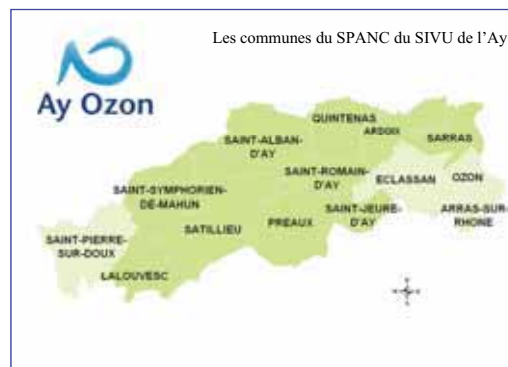 Les communes du SPANC du SIVU de l’Ay
Ay Ozon
QUINTENAS
ARDOIX
SARRAS
SAINT-ALBAN-
D'AY
SAINT-ROMAIN-
D'AY
ECLASSAN
OZON
SAINT-SYMPHORIEN-
DE-MAHUN
SAINT-JEURE-
D'AY
ARRAS-SUR-
RHONE
PREAUX
SATILLIEU
SAINT-PIERRE-
SUR-DOUX
LALOUVESC